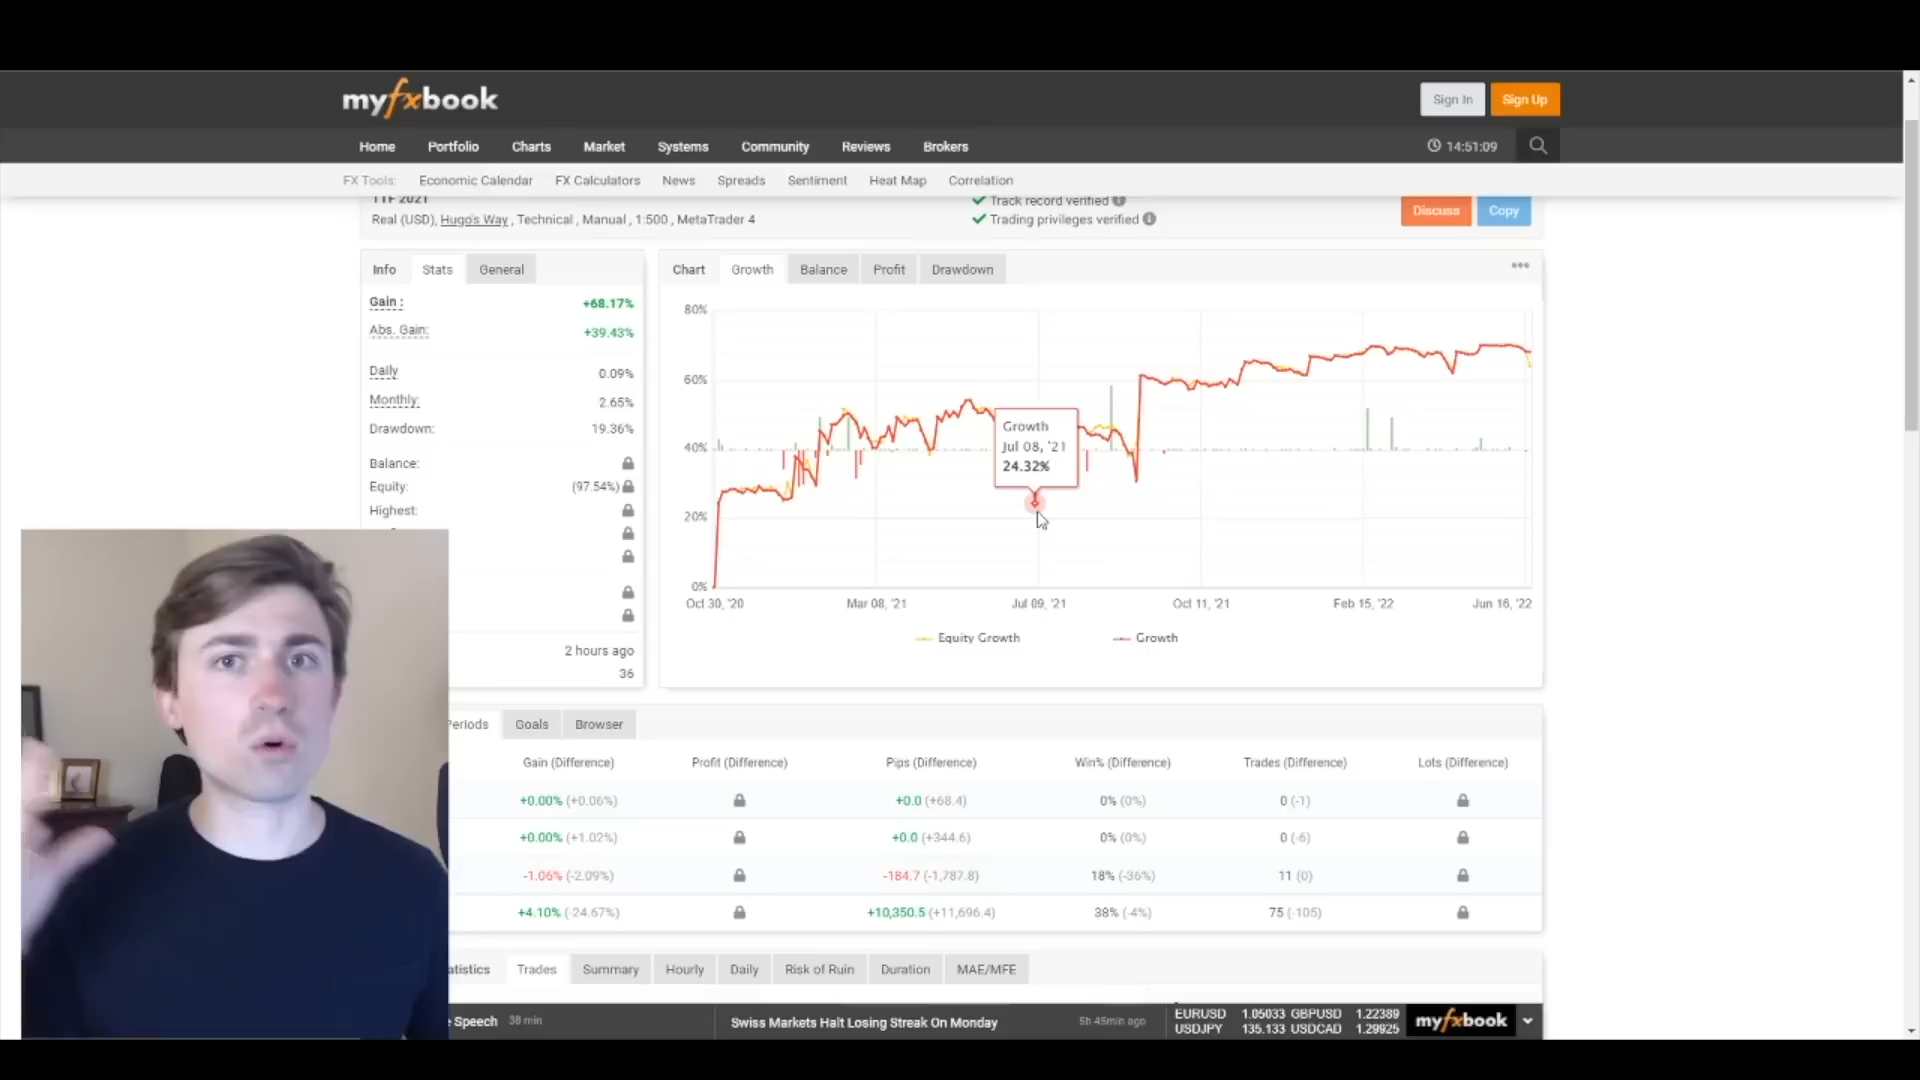 myfxbook
Sign In Sign Up
Home Portfolio Charts Market Systems Community Reviews Brokers 14:51:09
FX Tools: Economic Calendar FX Calculators News Spreads Sentiment Heat Map Correlation
TTF 2021 Track record verified
Real (USD), Hugo's Way , Technical , Manual , 1:500 , MetaTrader 4 Trading privileges verified Discuss Copy
Info Stats General Chart Growth Balance Profit Drawdown
Gain : +68.17%
Abs. Gain: +39.43%
Daily 0.09%
Monthly: 2.65%
Drawdown: 19.36%
Balance:
Equity: (97.54%)
Highest:
2 hours ago
36
80%
60%
40%
20%
0%
Growth
Jul 08, '21
24.32%
Oct 30, '20 Mar 08, '21 Jul 09, '21 Oct 11, '21 Feb 15, '22 Jun 16, '22
Equity Growth Growth
Periods Goals Browser
Gain (Difference) Profit (Difference) Pips (Difference) Win% (Difference) Trades (Difference) Lots (Difference)
+0.00% (+0.06%) +0.0 (+68.4) 0% (0%) 0 (-1)
+0.00% (+1.02%) +0.0 (+344.6) 0% (0%) 0 (-6)
-1.06% (-2.09%) -184.7 (-1,787.8) 18% (-36%) 11 (0)
+4.10% (-24.67%) +10,350.5 (+11,696.4) 38% (-4%) 75 (-105)
atistics Trades Summary Hourly Daily Risk of Ruin Duration MAE/MFE
e Speech 38 min Swiss Markets Halt Losing Streak On Monday 5h 45min ago
EURUSD 1.05033 GBPUSD 1.22389
USDJPY 135.133 USDCAD 1.29925
myfxbook